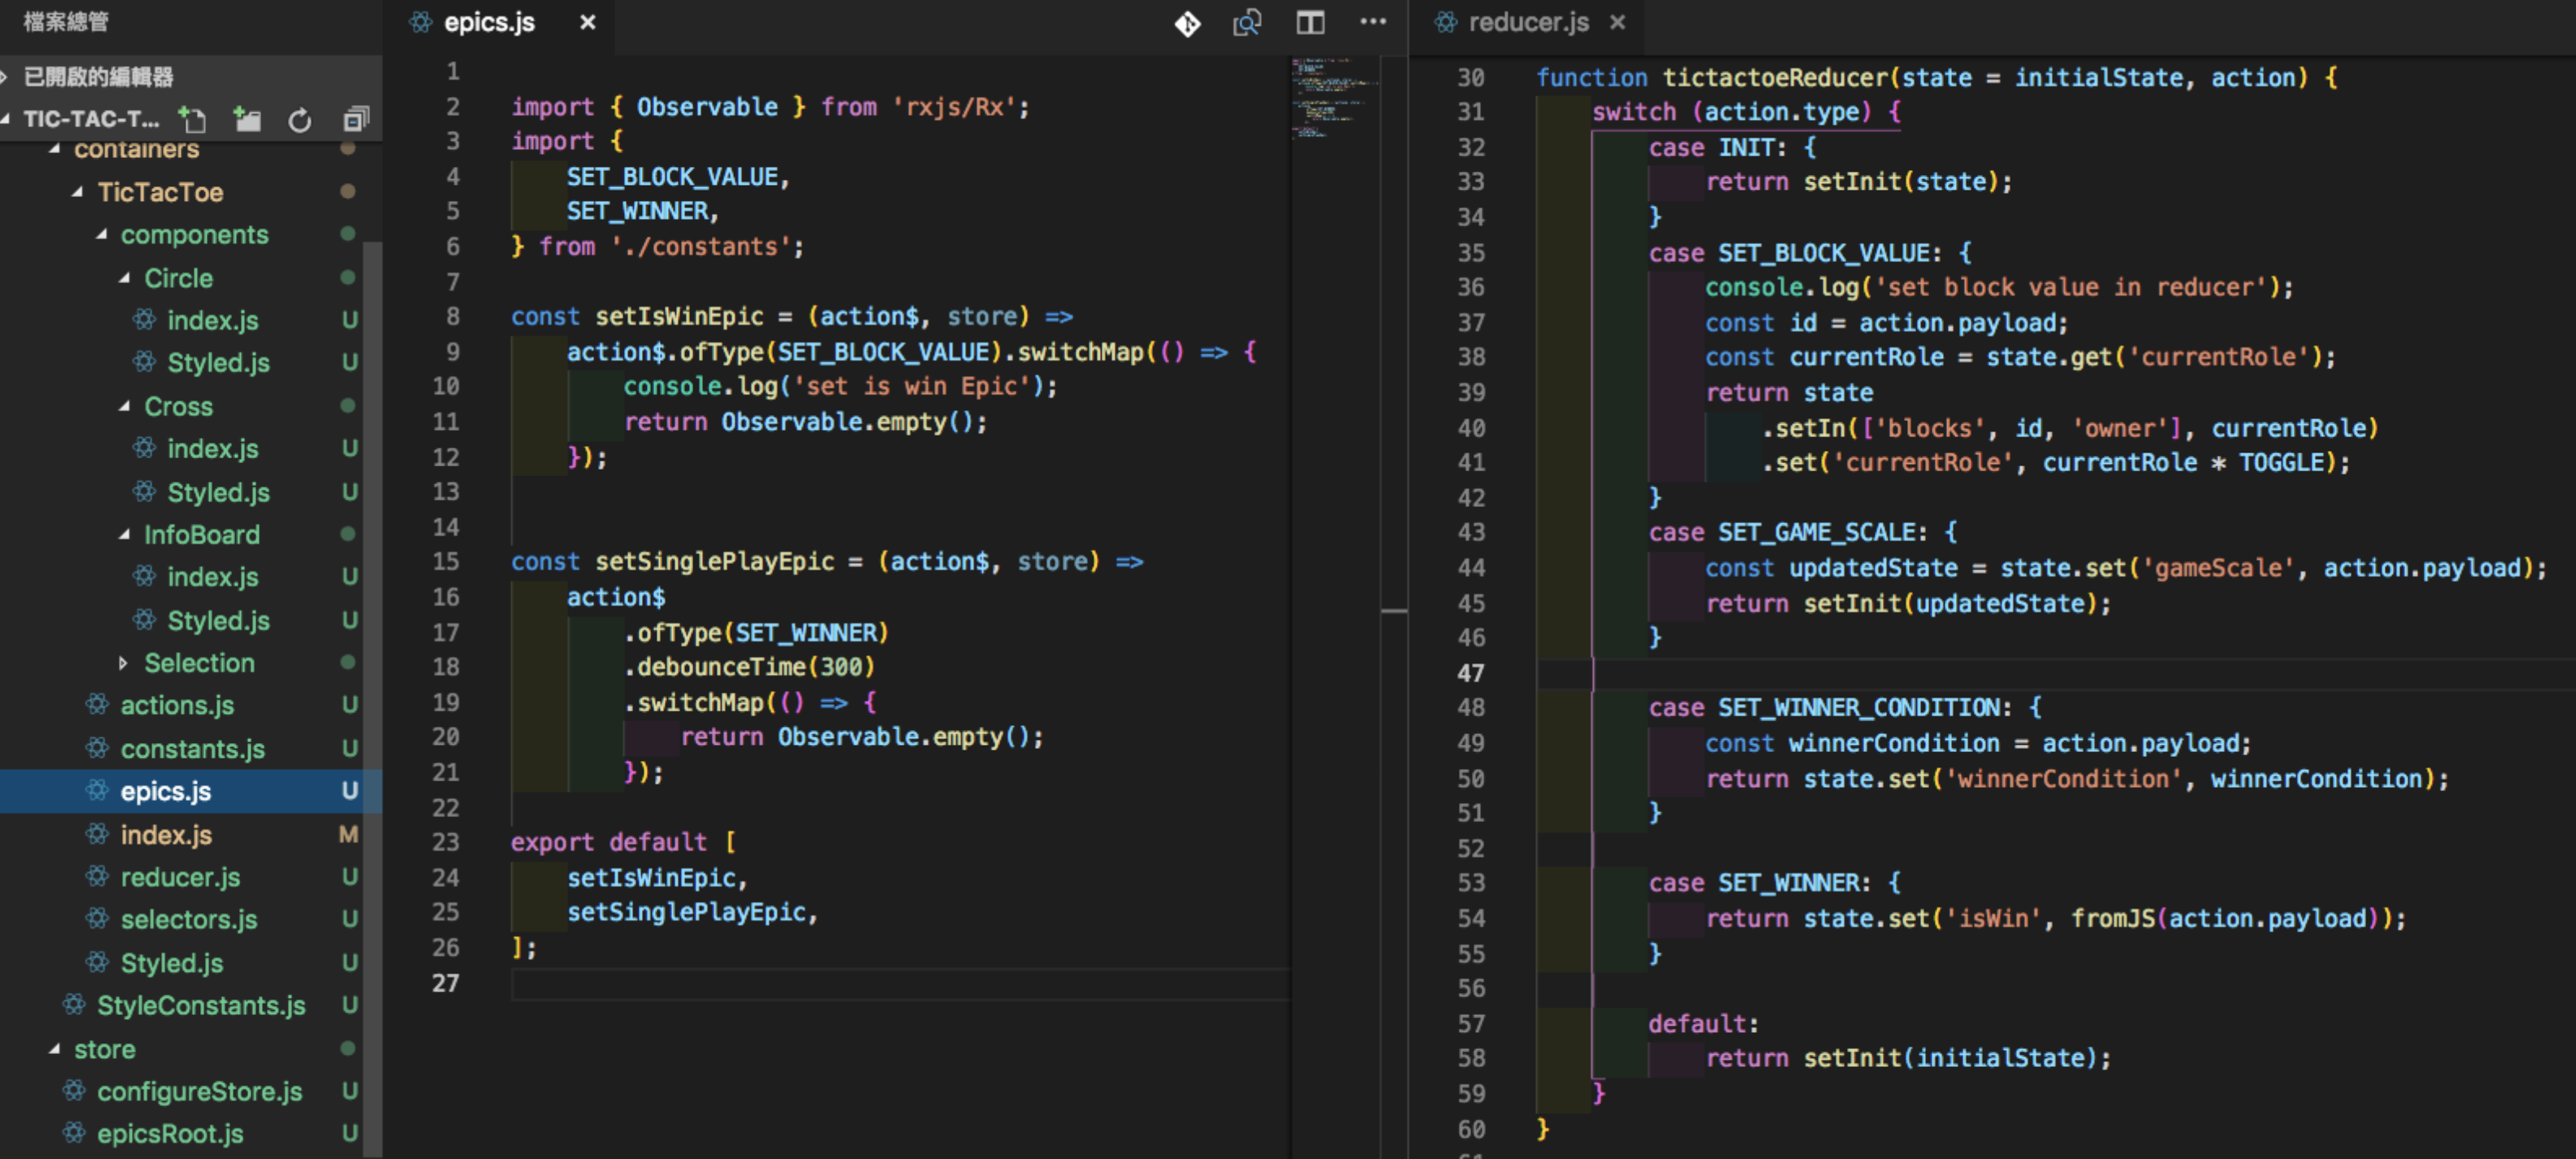 檔案總管
已開啟的編輯器
TIC-TAC-T...
containers
TicTacToe
components
Circle
index.js U
Styled.js U
Cross
index.js U
Styled.js U
InfoBoard
index.js U
Styled.js U
Selection
actions.js U
constants.js U
epics.js U
index.js M
reducer.js U
selectors.js U
Styled.js U
StyleConstants.js U
store
configureStore.js U
epicsRoot.js U
epics.js ×
1
2 import { Observable } from 'rxjs/Rx';
3 import {
4 SET_BLOCK_VALUE,
5 SET_WINNER,
6 } from './constants';
7
8 const setIsWinEpic = (action$, store) =>
9 action$.ofType(SET_BLOCK_VALUE).switchMap(() => {
10 console.log('set is win Epic');
11 return Observable.empty();
12 });
13
14
15 const setSinglePlayEpic = (action$, store) =>
16 action$
17 .ofType(SET_WINNER)
18 .debounceTime(300)
19 .switchMap(() => {
20 return Observable.empty();
21 });
22
23 export default [
24 setIsWinEpic,
25 setSinglePlayEpic,
26 ];
27
reducer.js ×
30 function tictactoeReducer(state = initialState, action) {
31 switch (action.type) {
32 case INIT: {
33 return setInit(state);
34 }
35 case SET_BLOCK_VALUE: {
36 console.log('set block value in reducer');
37 const id = action.payload;
38 const currentRole = state.get('currentRole');
39 return state
40 .setIn(['blocks', id, 'owner'], currentRole)
41 .set('currentRole', currentRole * TOGGLE);
42 }
43 case SET_GAME_SCALE: {
44 const updatedState = state.set('gameScale', action.payload);
45 return setInit(updatedState);
46 }
47
48 case SET_WINNER_CONDITION: {
49 const winnerCondition = action.payload;
50 return state.set('winnerCondition', winnerCondition);
51 }
52
53 case SET_WINNER: {
54 return state.set('isWin', fromJS(action.payload));
55 }
56
57 default:
58 return setInit(initialState);
59 }
60 }